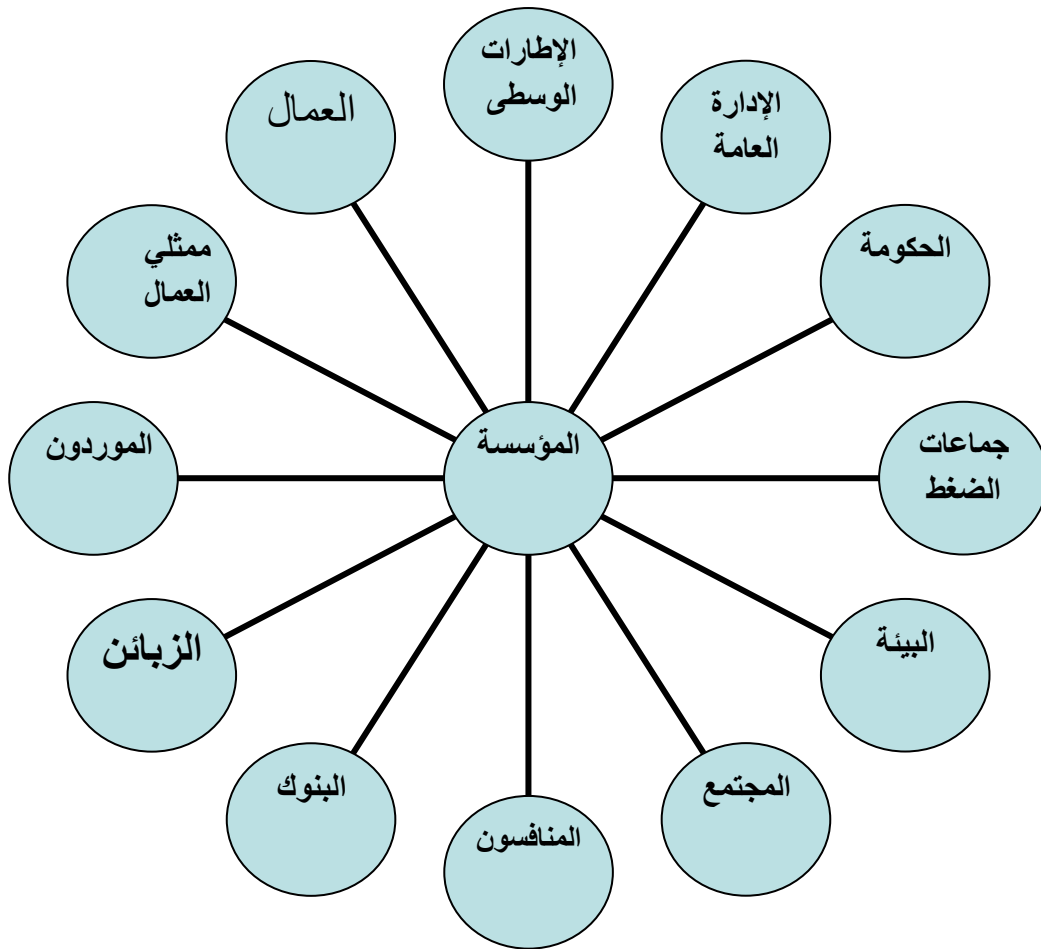 الإطارات
الوسطى
الإدارة
العامة
العمال
الحكومة
ممثلي
العمال
جماعات
الضغط
المؤسسة
الموردون
البيئة
الزبائن
المجتمع
البنوك
المنافسون